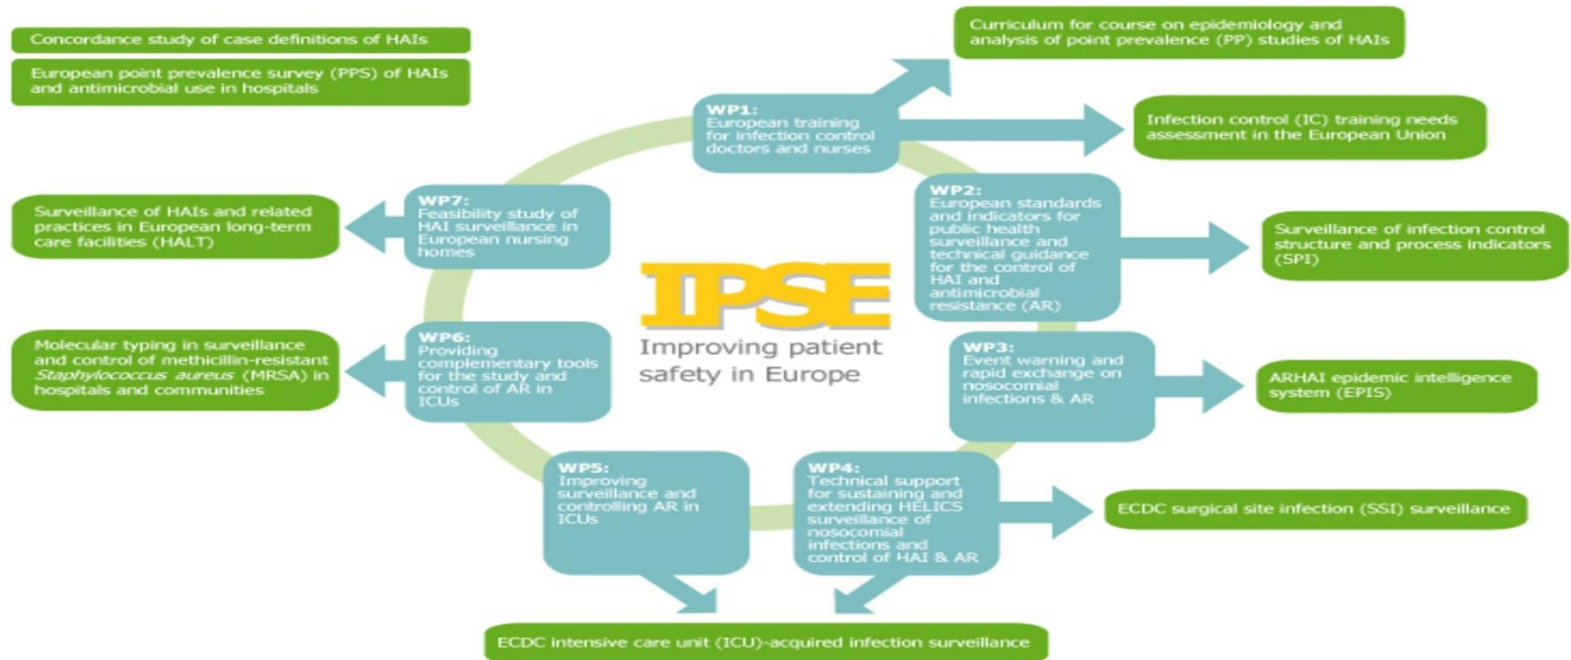 Concordance study of case definitions of HAIs
European point prevalence survey (PPS) of HAIs
and antimicrobial use in hospitals
Curriculum for course on epidemiology and
analysis of point prevalence (PP) studies of HAIs
WP1:
European training
for infection control
doctors and nurses
Infection control (IC) training needs
assessment in the European Union
WP2:
European standards
and indicators for
public health
surveillance and
technical guidance
for the control of
HAI and
antimicrobial
resistance (AR)
Surveillance of infection control
structure and process indicators
(SPI)
WP3:
Event warning and
rapid exchange on
nosocomial
infections & AR
ARHAI epidemic intelligence
system (EPIS)
WP4:
Technical support
for sustaining and
extending HELICS
surveillance of
nosocomial
infections and
control of HAI & AR
ECDC surgical site infection (SSI) surveillance
WP5:
Improving
surveillance and
controlling AR in
ICUs
ECDC intensive care unit (ICU)-acquired infection surveillance
WP6:
Providing
complementary tools
for the study and
control of AR in
ICUs
Molecular typing in surveillance
and control of methicillin-resistant
Staphylococcus aureus (MRSA) in
hospitals and communities
WP7:
Feasibility study of
HAI surveillance in
European nursing
homes
Surveillance of HAIs and related
practices in European long-term
care facilities (HALT)
IPSE
Improving patient
safety in Europe